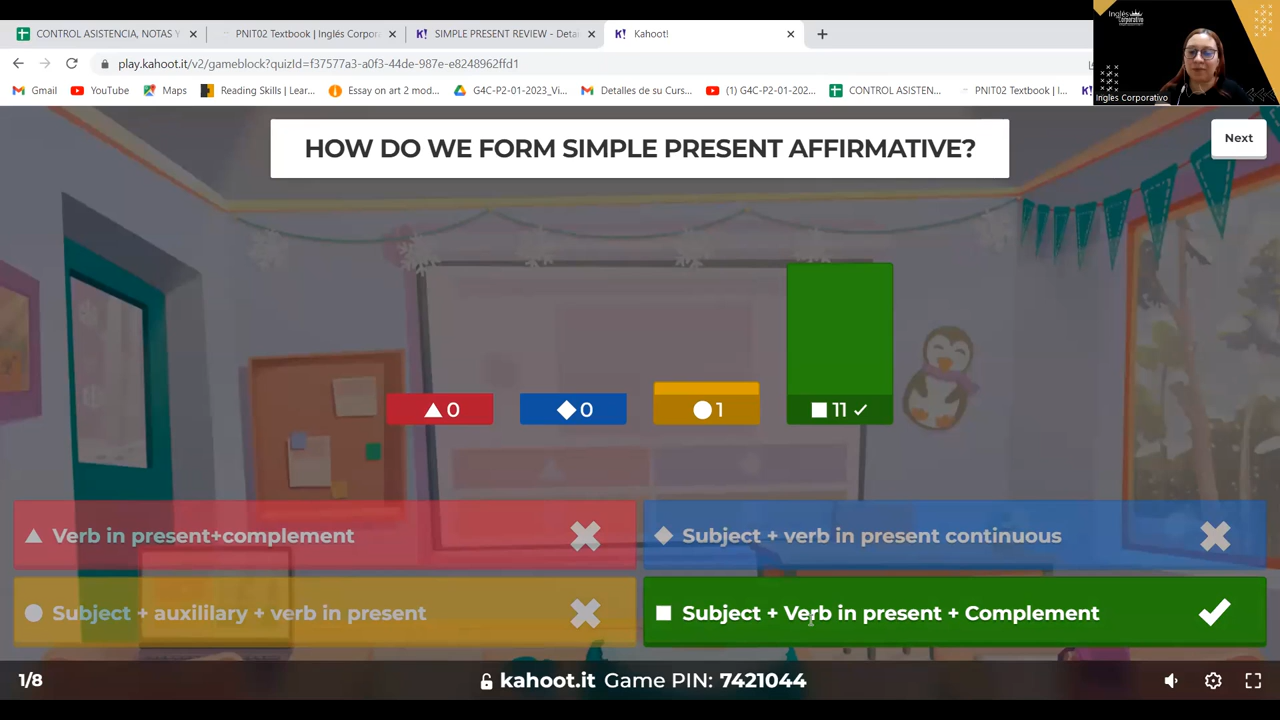 CONTROL ASISTENCIA, NOTAS Y
PNIT02 Textbook | Inglés Corpor
SIMPLE PRESENT REVIEW - Deta
Kahoot!
play.kahoot.it/v2/gameblock?quizId=f37577a3-a0f3-44de-987e-e8248962ffd1
Gmail
YouTube
Maps
Reading Skills | Lear...
Essay on art 2 mod...
G4C-P2-01-2023_Vi...
Detalles de su Curs...
(1) G4C-P2-01-202...
CONTROL ASISTEN...
PNIT02 Textbook | I...
Inglés
Corporativo
Ingles Corporativo
HOW DO WE FORM SIMPLE PRESENT AFFIRMATIVE?
Next
0
0
1
11
Verb in present+complement
Subject + verb in present continuous
Subject + auxililary + verb in present
Subject + Verb in present + Complement
1/8
kahoot.it Game PIN: 7421044